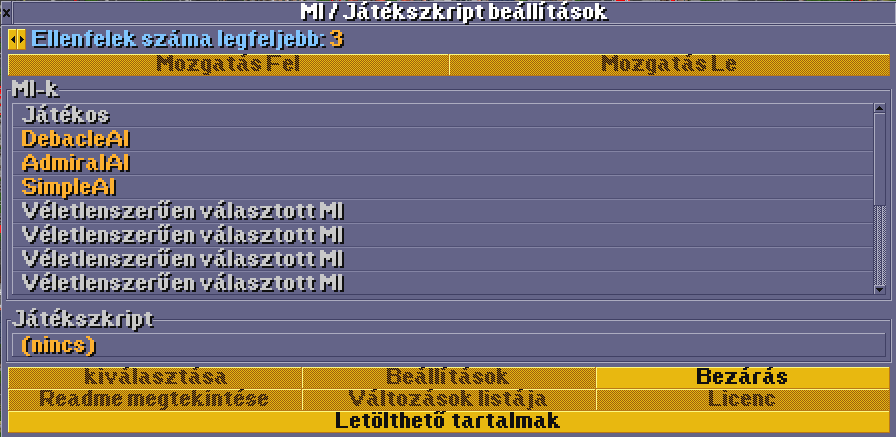 MI / Játékszkript beállítások
Ellenfelek száma legfeljebb: 3
Mozgatás Fel Mozgatás Le
MI-k
Játékos
DebacleAI
AdmiralAI
SimpleAI
Véletlenszerűen választott MI
Véletlenszerűen választott MI
Véletlenszerűen választott MI
Véletlenszerűen választott MI
Játékszkript
(nincs)
kiválasztása Beállítások Bezárás
Readme megtekintése Változások listája Licenc
Letölthető tartalmak